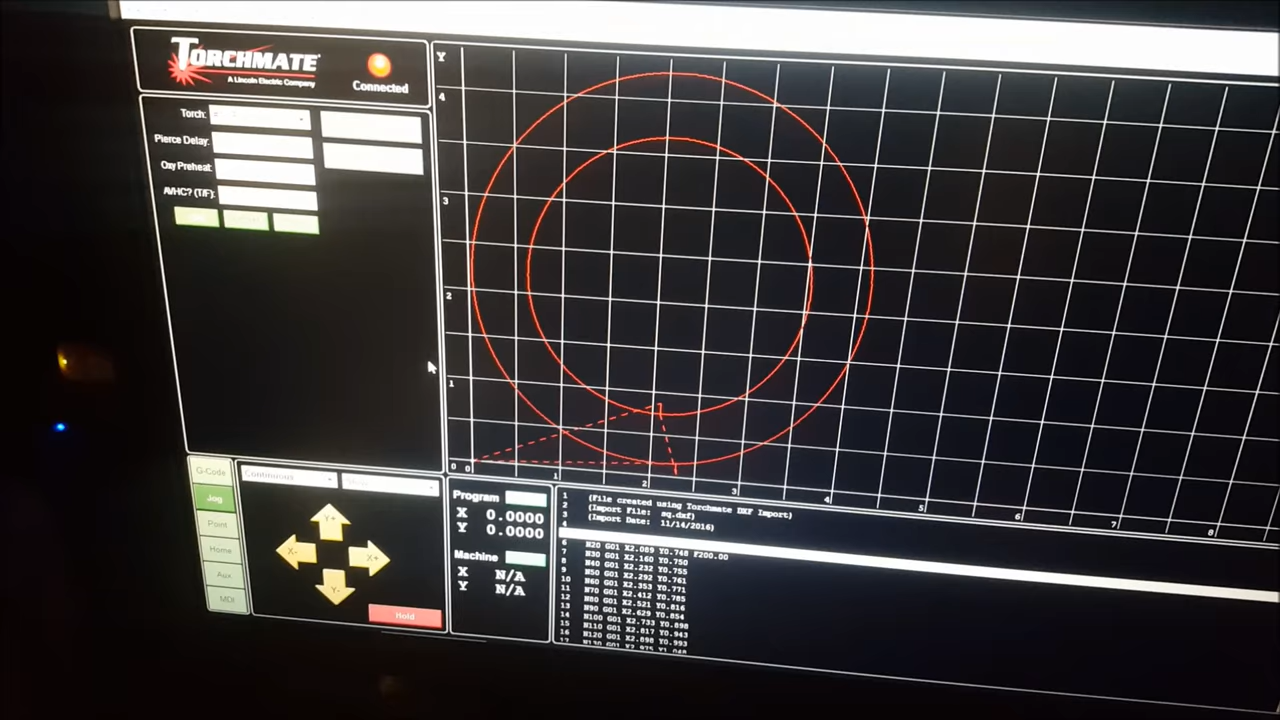 TORCHMATE
A Lincoln Electric Company
Connected
Torch:
Pierce Delay:
Oxy Preheat:
AVHC? (T/F):
Y
4
3
2
1
0 0 1 2 3 4 5 6 7 8
G-Code
Jog
Point
Home
Aux
MDI
Continuous
Y+
X-
X+
Y-
Hold
Program
X 0.0000
Y 0.0000
Machine
X N/A
Y N/A
1 (File created using Torchmate DXF Import)
2 (Import File: sq.dxf)
3 (Import Date: 11/14/2016)
4
6 N20 G01 X2.089 Y0.748 F200.00
7 N30 G01 X2.160 Y0.750
8 N40 G01 X2.232 Y0.755
9 N50 G01 X2.292 Y0.761
10 N60 G01 X2.353 Y0.771
11 N70 G01 X2.412 Y0.785
12 N80 G01 X2.521 Y0.816
13 N90 G01 X2.629 Y0.854
14 N100 G01 X2.733 Y0.898
15 N110 G01 X2.817 Y0.943
16 N120 G01 X2.898 Y0.993
17 N130 G01 X2.975 Y1.048